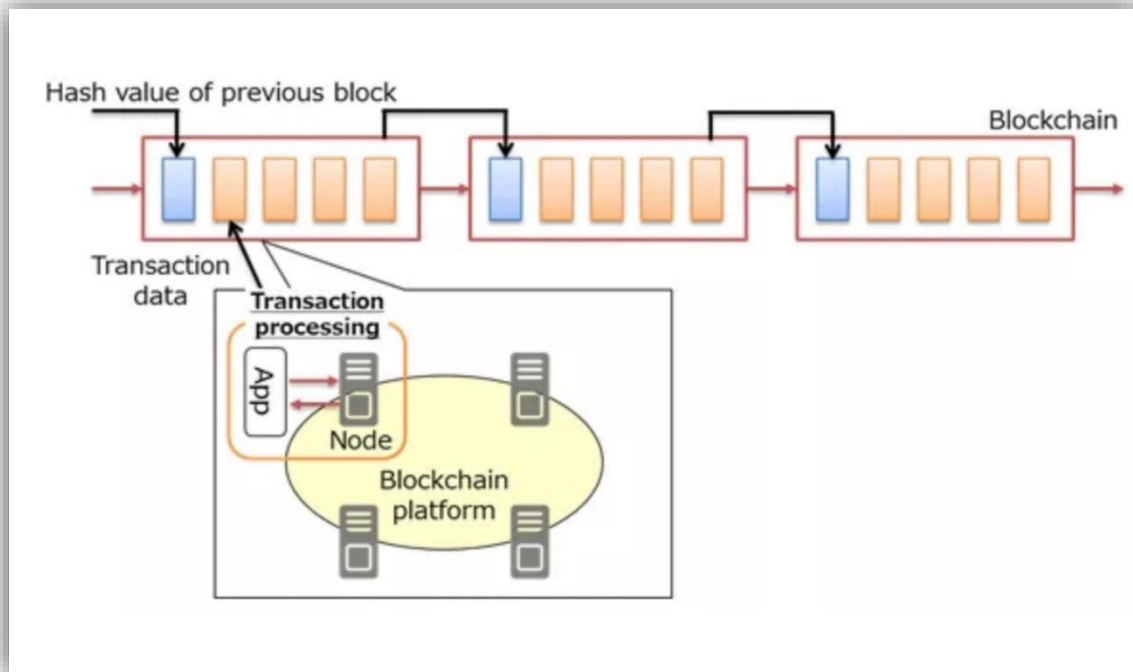 Hash value of previous block
Blockchain
Transaction
data
Transaction
processing
App
Node
Blockchain
platform